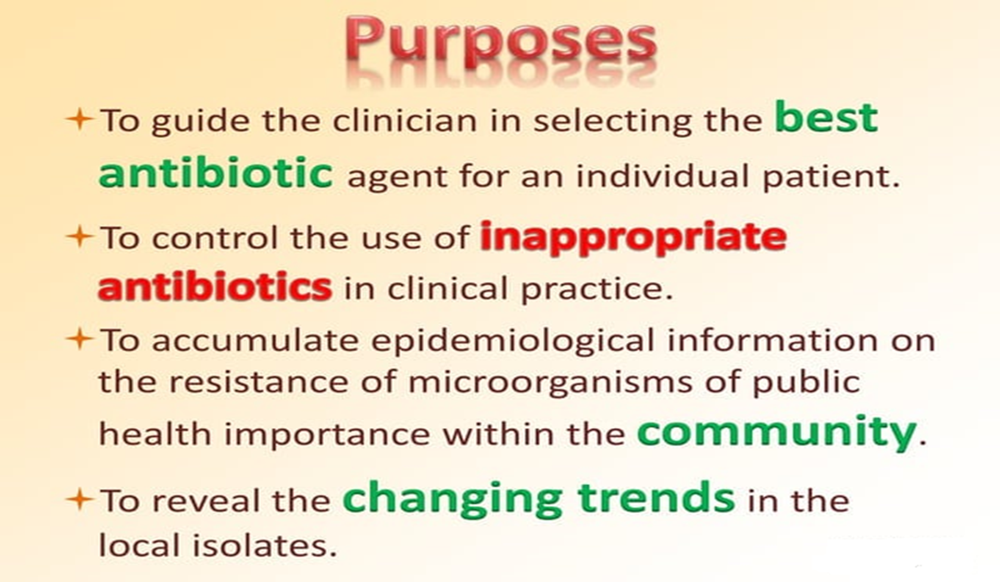 Purposes
To guide the clinician in selecting the best
antibiotic agent for an individual patient.
To control the use of inappropriate
antibiotics in clinical practice.
To accumulate epidemiological information on
the resistance of microorganisms of public
health importance within the community.
To reveal the changing trends in the
local isolates.